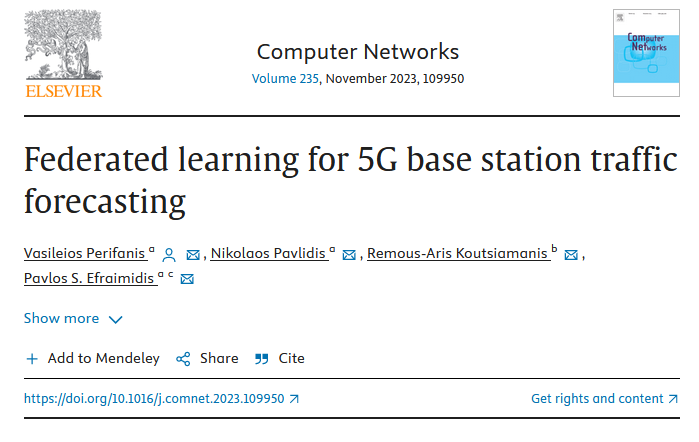 ELSEVIER
Computer Networks
Volume 235, November 2023, 109950
Computer
Networks
Federated learning for 5G base station traffic
forecasting
Vasileios Perifanis a, Nikolaos Pavlidis a, Remous-Aris Koutsiamanis b,
Pavlos S. Efraimidis a c
Show more
Add to Mendeley Share Cite
https://doi.org/10.1016/j.comnet.2023.109950
Get rights and content